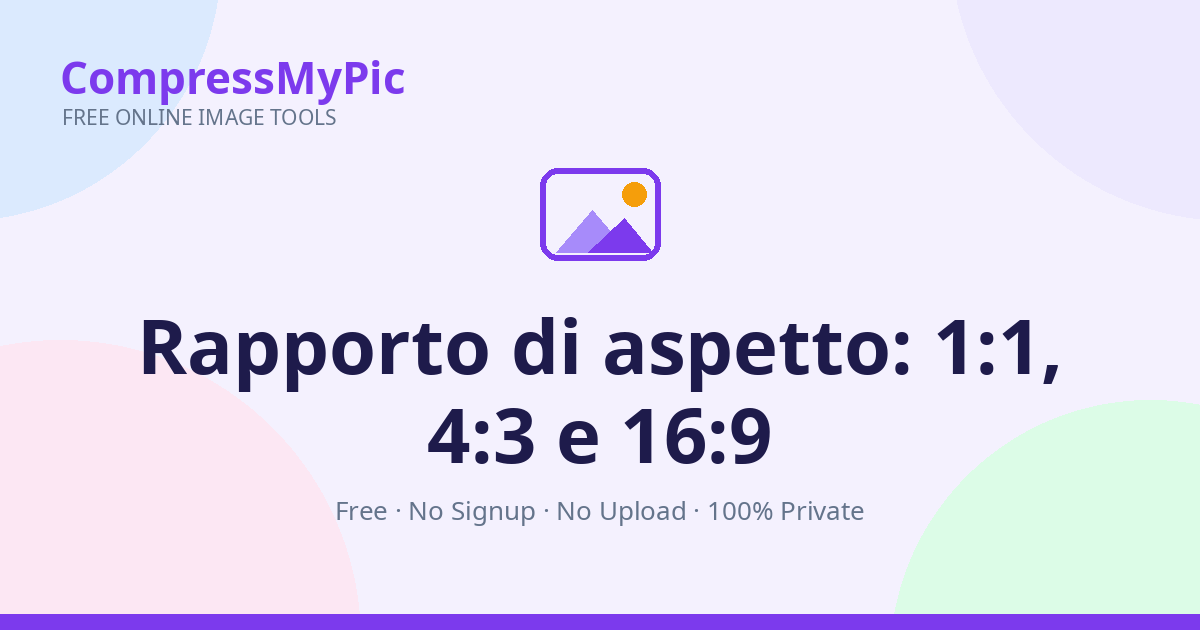 CompressMyPic
FREE ONLINE IMAGE TOOLS
Rapporto di aspetto: 1:1,
4:3 e 16:9
Free · No Signup · No Upload · 100% Private